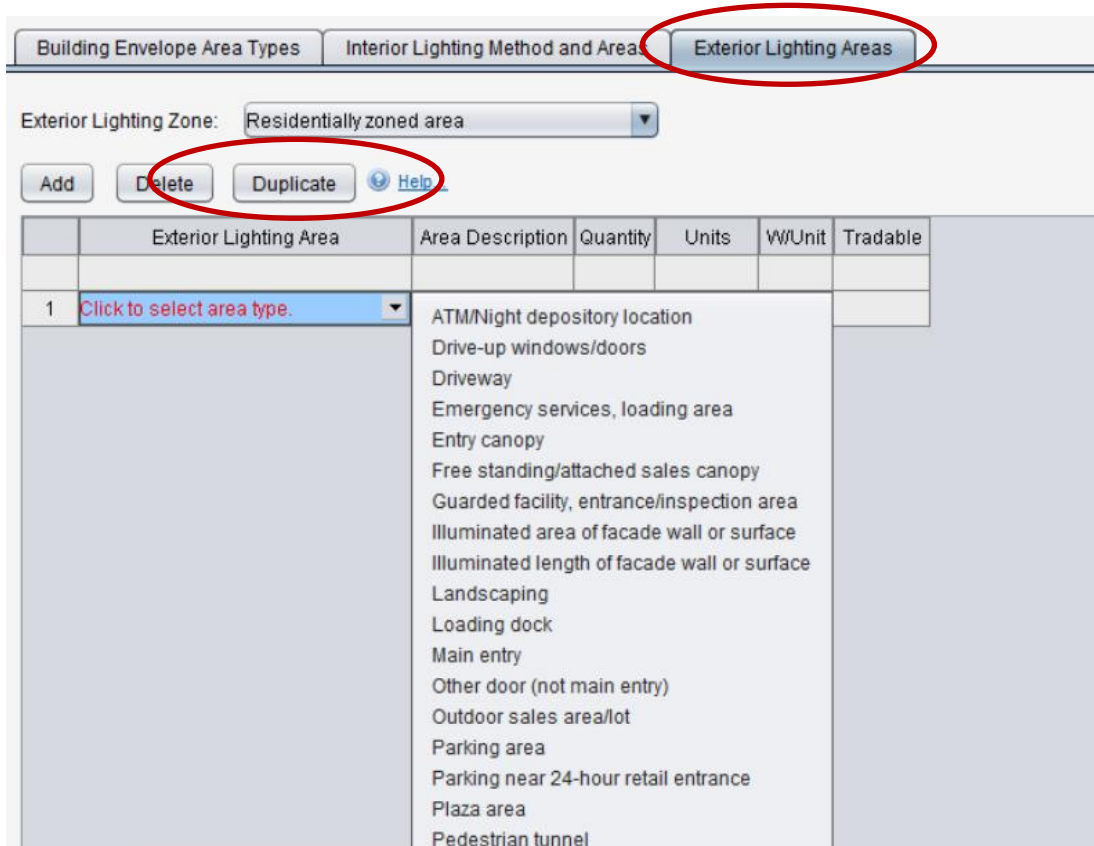 Building Envelope Area Types Interior Lighting Method and Areas Exterior Lighting Areas
Exterior Lighting Zone: Residentially zoned area
Add Delete Duplicate Help...
Exterior Lighting Area Area Description Quantity Units W/Unit Tradable
1 Click to select area type.
ATM/Night depository location
Drive-up windows/doors
Driveway
Emergency services, loading area
Entry canopy
Free standing/attached sales canopy
Guarded facility, entrance/inspection area
Illuminated area of facade wall or surface
Illuminated length of facade wall or surface
Landscaping
Loading dock
Main entry
Other door (not main entry)
Outdoor sales area/lot
Parking area
Parking near 24-hour retail entrance
Plaza area
Pedestrian tunnel